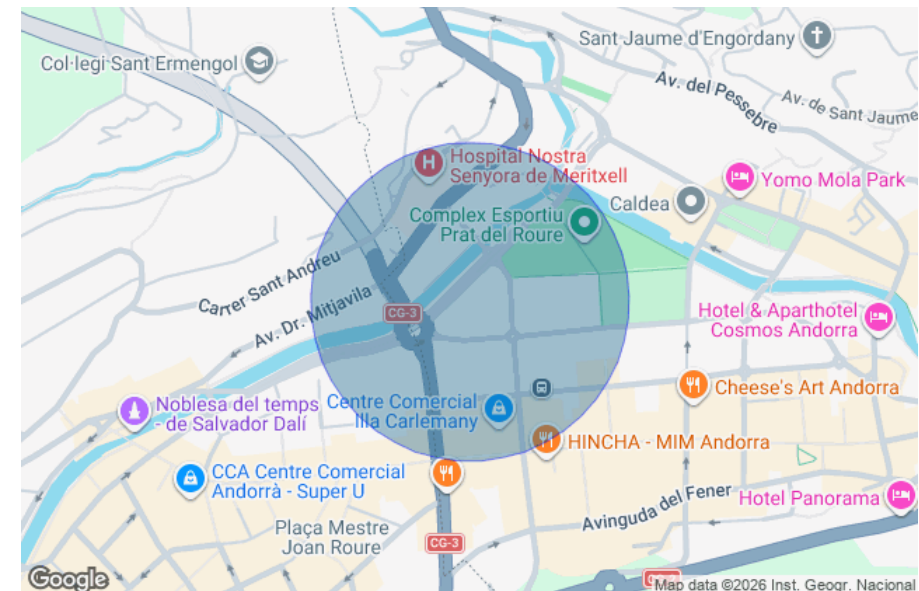 Sant Jaume d'Engordany
Col·legi Sant Ermengol
Av. del Pessebre
Av. de Sant Jaume
Hospital Nostra
Senyora de Meritxell
Yomo Mola Park
Caldea
Complex Esportiu
Prat del Roure
Carrer Sant Andreu
Av. Dr. Mitjavila
CG-3
Hotel & Aparthotel
Cosmos Andorra
Cheese's Art Andorra
Noblesa del temps
- de Salvador Dalí
Centre Comercial
Illa Carlemany
HINCHA - MIM Andorra
CCA Centre Comercial
Andorrà - Super U
Hotel Panorama
Avinguda del Fener
Plaça Mestre
Joan Roure
CG-3
Google
Map data ©2026 Inst. Geogr. Nacional